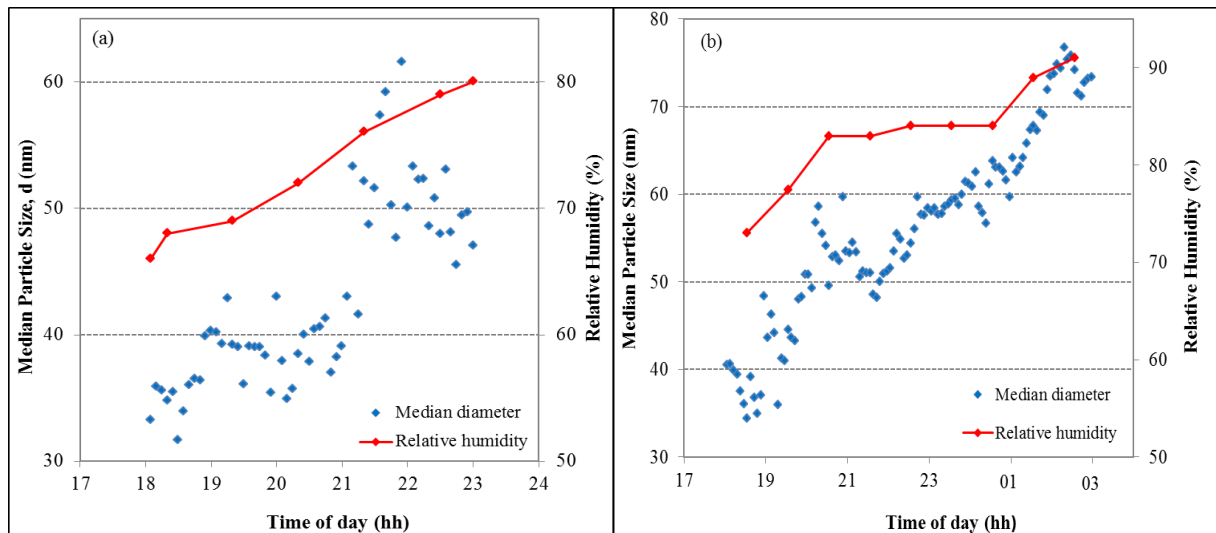 (a)
60
50
40
30
80
70
60
50
Median Particle Size, d (nm)
Relative Humidity (%)
Median diameter
Relative humidity
17 18 19 20 21 22 23 24
Time of day (hh)
(b)
80
70
60
50
40
30
90
80
70
60
50
Median Particle Size (nm)
Relative Humidity (%)
Median diameter
Relative humidity
17 19 21 23 01 03
Time of day (hh)